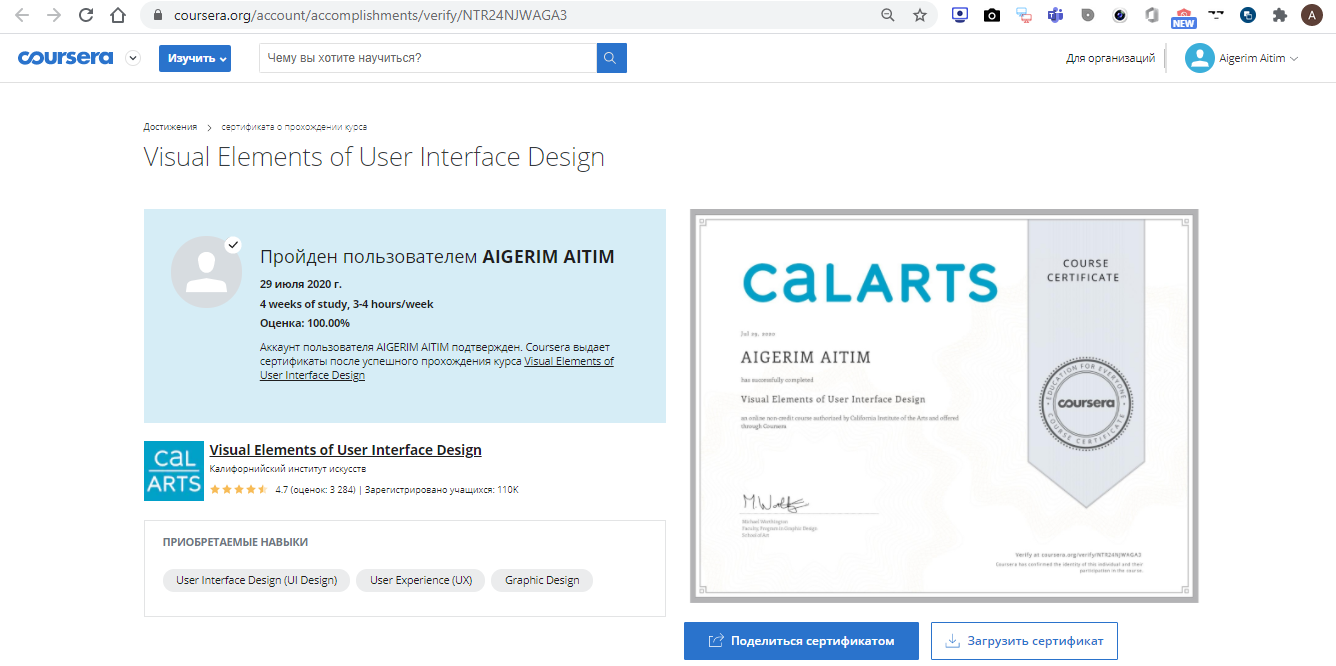 coursera.org/account/accomplishments/verify/NTR24NJWAGA3
NEW
A
coursera
Изучить
Чему вы хотите научиться?
Для организаций
Aigerim Aitim
Достижения > сертификата о прохождении курса
Visual Elements of User Interface Design
Пройден пользователем AIGERIM AITIM
29 июля 2020 г.
4 weeks of study, 3-4 hours/week
Оценка: 100.00%
Аккаунт пользователя AIGERIM AITIM подтвержден. Coursera выдает
сертификаты после успешного прохождения курса Visual Elements of
User Interface Design
CAL
ARTS
Visual Elements of User Interface Design
Калифорнийский институт искусств
4.7 (оценок: 3 284) | Зарегистрировано учащихся: 110K
ПРИОБРЕТАЕМЫЕ НАВЫКИ
User Interface Design (UI Design)
User Experience (UX)
Graphic Design
CALARTS
Jul 29, 2020
AIGERIM AITIM
has successfully completed
Visual Elements of User Interface Design
an online non-credit course authorized by California Institute of the Arts and offered
through Coursera
Michael Worthington
Faculty, Program in Graphic Design
School of Art
COURSE
CERTIFICATE
EDUCATION FOR EVERYONE
coursera
COURSE CERTIFICATE
Verify at coursera.org/verify/NTR24NJWAGA3
Coursera has confirmed the identity of this individual and their
participation in the course.
Поделиться сертификатом
Загрузить сертификат